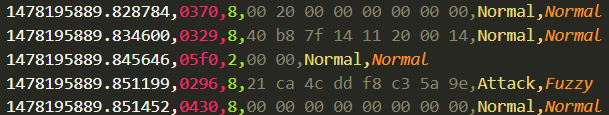 1478195889.828784,0370,8,00 20 00 00 00 00 00 00,Normal,Normal
1478195889.834600,0329,8,40 b8 7f 14 11 20 00 14,Normal,Normal
1478195889.845646,05f0,2,00 00,Normal,Normal
1478195889.851199,0296,8,21 ca 4c dd f8 c3 5a 9e,Attack,Fuzzy
1478195889.851452,0430,8,00 00 00 00 00 00 00 00,Normal,Normal